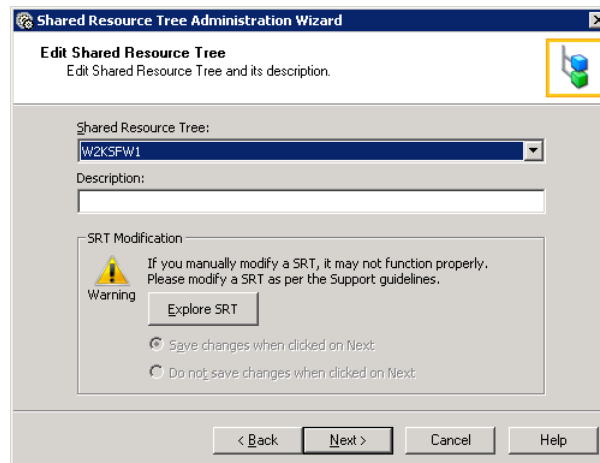 Shared Resource Tree Administration Wizard
Edit Shared Resource Tree
Edit Shared Resource Tree and its description.
Shared Resource Tree:
W2KSFW1
Description:
SRT Modification
If you manually modify a SRT, it may not function properly.
Please modify a SRT as per the Support guidelines.
Warning
Explore SRT
Save changes when clicked on Next
Do not save changes when clicked on Next
< Back
Next >
Cancel
Help